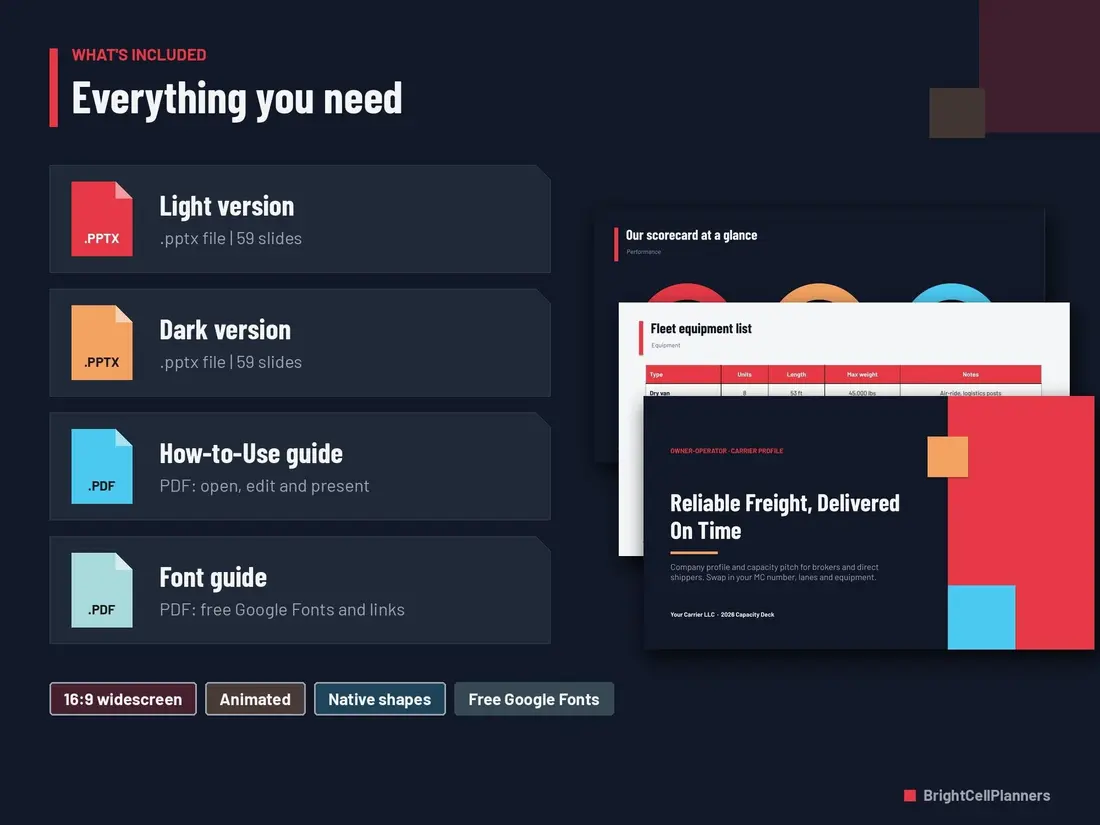 WHAT'S INCLUDED
Everything you need
.PPTX
Light version
.pptx file | 59 slides
.PPTX
Dark version
.pptx file | 59 slides
.PDF
How-to-Use guide
PDF: open, edit and present
.PDF
Font guide
PDF: free Google Fonts and links
16:9 widescreen
Animated
Native shapes
Free Google Fonts
Our scorecard at a glance
Performance
Fleet equipment list
Equipment
Type Units Length Max weight Notes
Dry van 8 53 ft 45,000 lbs Air-ride, logistics posts
OWNER-OPERATOR · CARRIER PROFILE
Reliable Freight, Delivered
On Time
Company profile and capacity pitch for brokers and direct
shippers. Swap in your MC number, lanes and equipment.
Your Carrier LLC · 2026 Capacity Deck
BrightCellPlanners